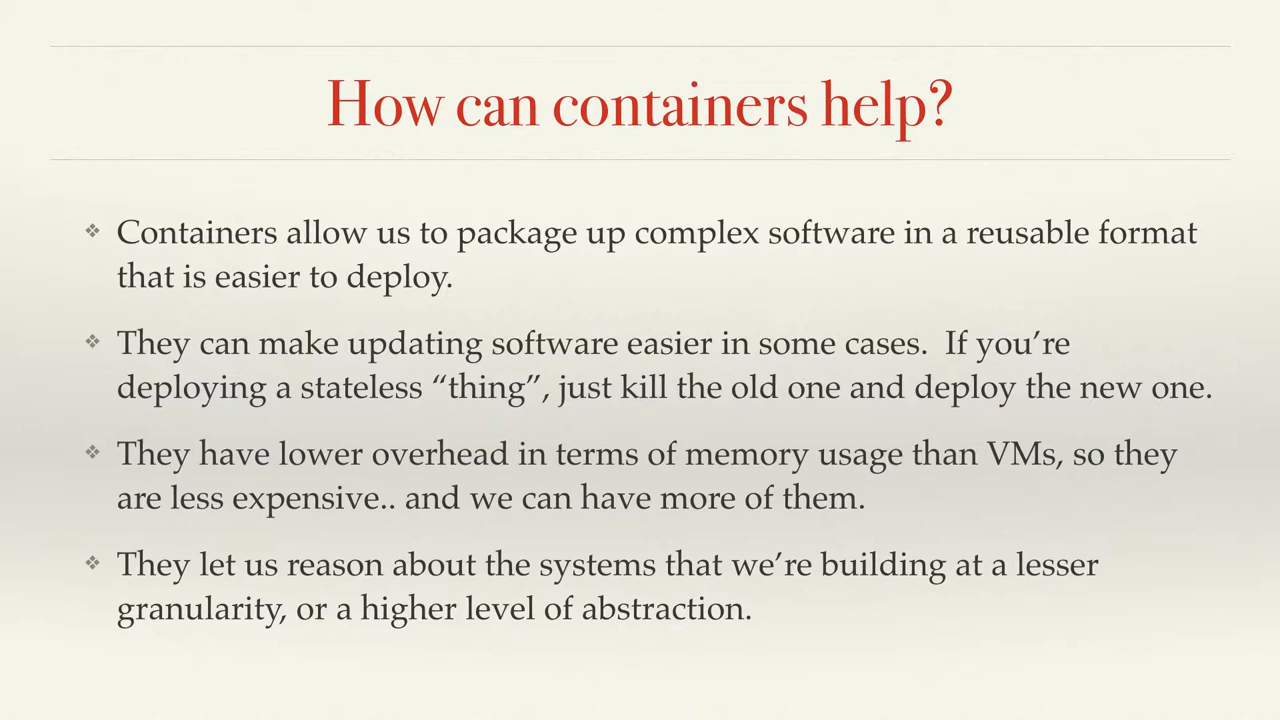 How can containers help?
Containers allow us to package up complex software in a reusable format
that is easier to deploy.
They can make updating software easier in some cases.  If you’re
deploying a stateless “thing”, just kill the old one and deploy the new one.
They have lower overhead in terms of memory usage than VMs, so they
are less expensive.. and we can have more of them.
They let us reason about the systems that we’re building at a lesser
granularity, or a higher level of abstraction.